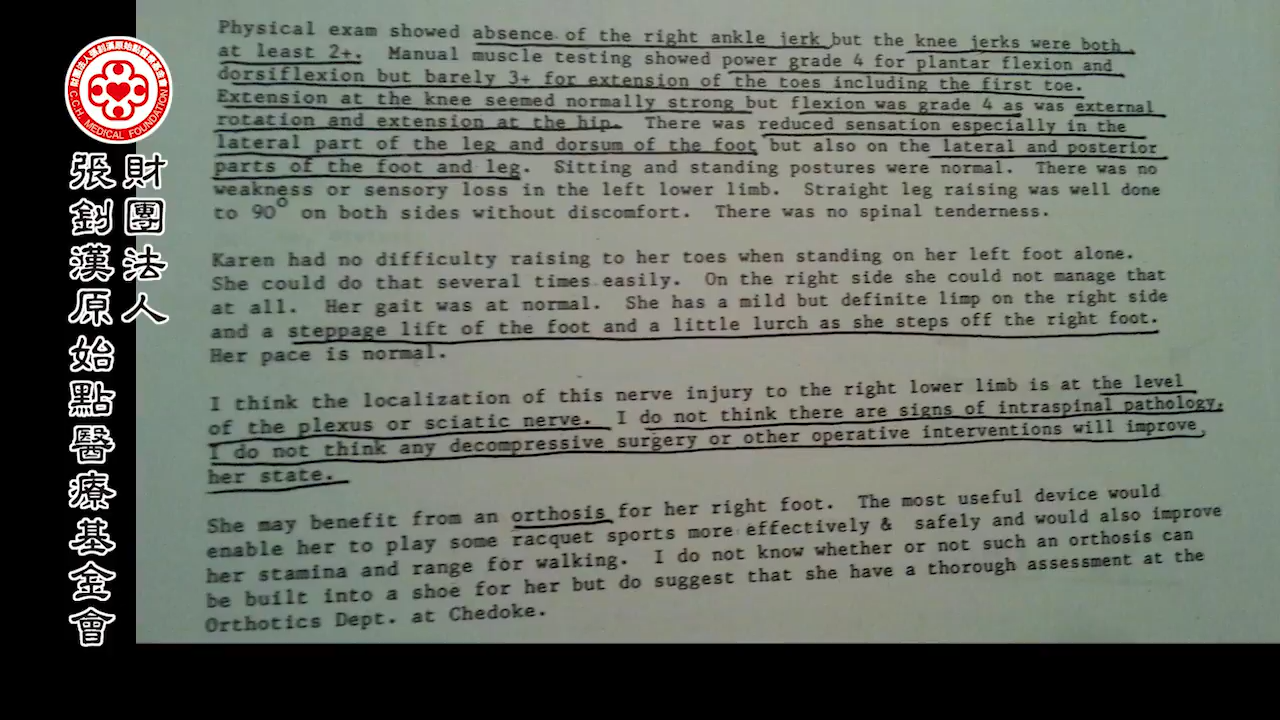 財團法人張釗漢原始點醫療基金會
C.C.H. MEDICAL FOUNDATION
財團法人
張釗漢原始點醫療基金會
Physical exam showed absence of the right ankle jerk but the knee jerks were both
at least 2+. Manual muscle testing showed power grade 4 for plantar flexion and
dorsiflexion but barely 3+ for extension of the toes including the first toe.
Extension at the knee seemed normally strong but flexion was grade 4 as was external
rotation and extension at the hip. There was reduced sensation especially in the
lateral part of the leg and dorsum of the foot but also on the lateral and posterior
parts of the foot and leg. Sitting and standing postures were normal. There was no
weakness or sensory loss in the left lower limb. Straight leg raising was well done
to 90° on both sides without discomfort. There was no spinal tenderness.
Karen had no difficulty raising to her toes when standing on her left foot alone.
She could do that several times easily. On the right side she could not manage that
at all. Her gait was at normal. She has a mild but definite limp on the right side
and a steppage lift of the foot and a little lurch as she steps off the right foot.
Her pace is normal.
I think the localization of this nerve injury to the right lower limb is at the level
of the plexus or sciatic nerve. I do not think there are signs of intraspinal pathology.
I do not think any decompressive surgery or other operative interventions will improve
her state.
She may benefit from an orthosis for her right foot. The most useful device would
enable her to play some racquet sports more effectively & safely and would also improve
her stamina and range for walking. I do not know whether or not such an orthosis can
be built into a shoe for her but do suggest that she have a thorough assessment at the
Orthotics Dept. at Chedoke.